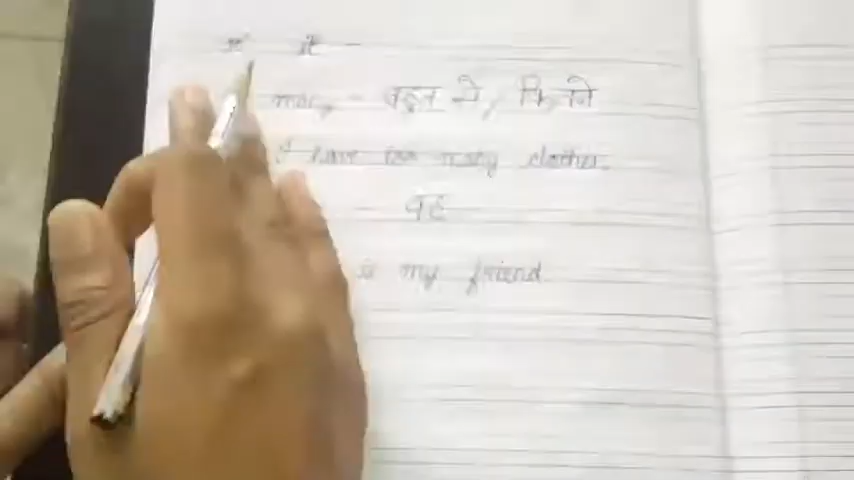 many - बहुत से, कितने
I have too many clothes
वह
is my friend